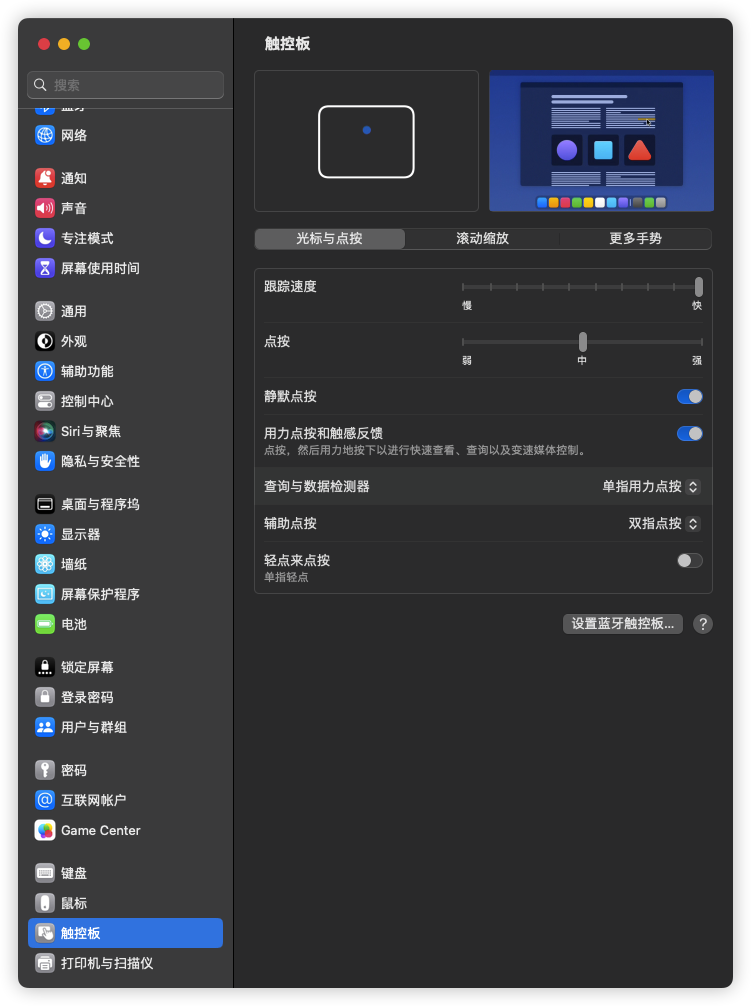 触控板
搜索
网络
通知
声音
专注模式
屏幕使用时间
通用
外观
辅助功能
控制中心
Siri与聚焦
隐私与安全性
桌面与程序坞
显示器
墙纸
屏幕保护程序
电池
锁定屏幕
登录密码
用户与群组
密码
互联网帐户
Game Center
键盘
鼠标
触控板
打印机与扫描仪
光标与点按 滚动缩放 更多手势
跟踪速度
慢 快
点按
弱 中 强
静默点按
用力点按和触感反馈
点按，然后用力地按下以进行快速查看、查询以及变速媒体控制。
查询与数据检测器 单指用力点按
辅助点按 双指点按
轻点来点按
单指轻点
设置蓝牙触控板... ?